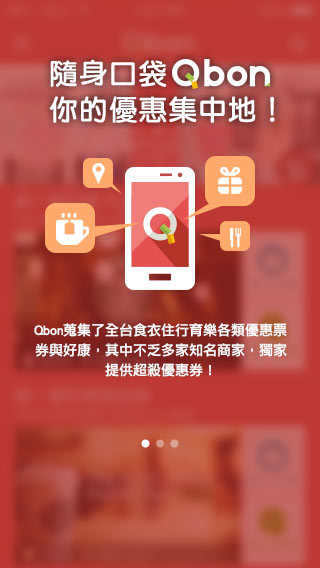 隨身口袋Qbon
你的優惠集中地！
Q
Qbon蒐集了全台食衣住行育樂各類優惠票
券與好康，其中不乏多家知名商家，獨家
提供超殺優惠券！